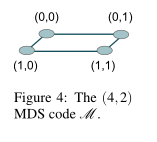 (0,0) (0,1)
(1,0) (1,1)
Figure 4: The (4, 2)
MDS code ℳ.